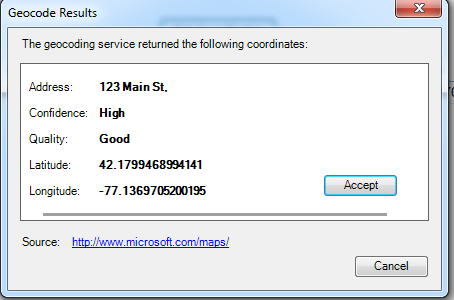 Geocode Results
The geocoding service returned the following coordinates:
Address: 123 Main St,
Confidence: High
Quality: Good
Latitude: 42.1799468994141
Longitude: -77.1369705200195
Accept
Source: http://www.microsoft.com/maps/
Cancel